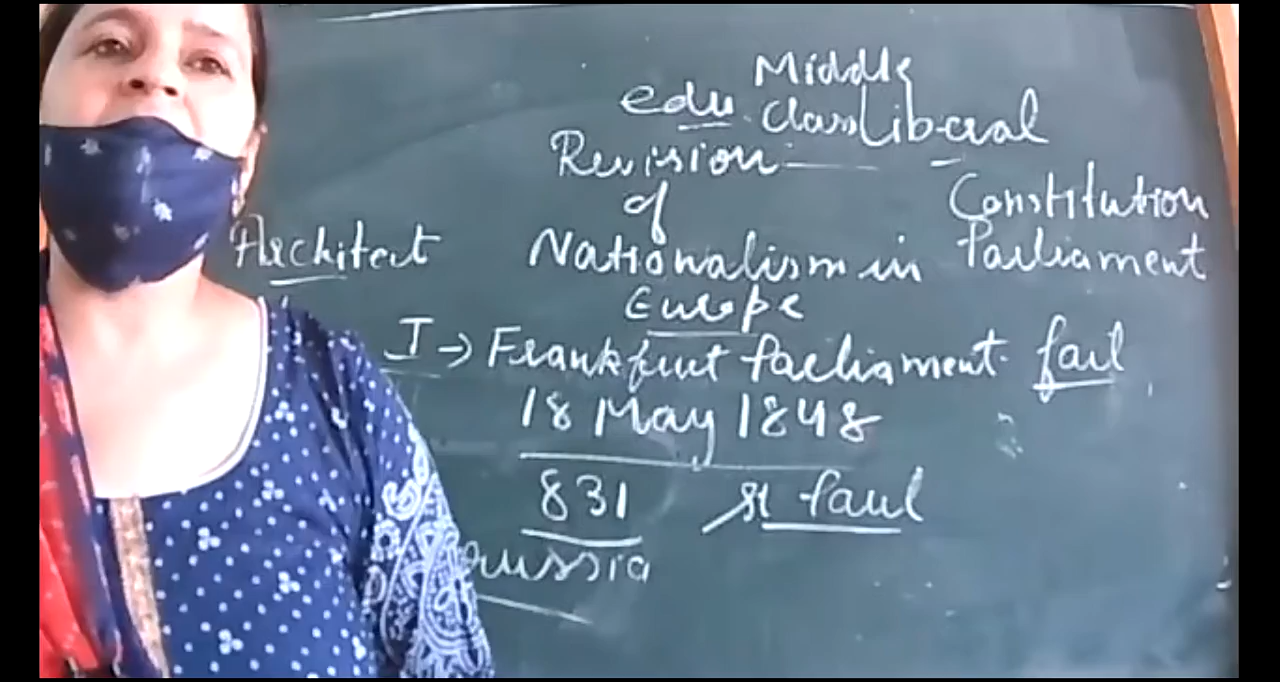 Middle
edu. Class Liberal
Revision:
of
Constitution
Architect
Nationalism in
Parliament
Europe
I → Frankfurt Parliament fail
18 May 1848
831 st Paul
russia